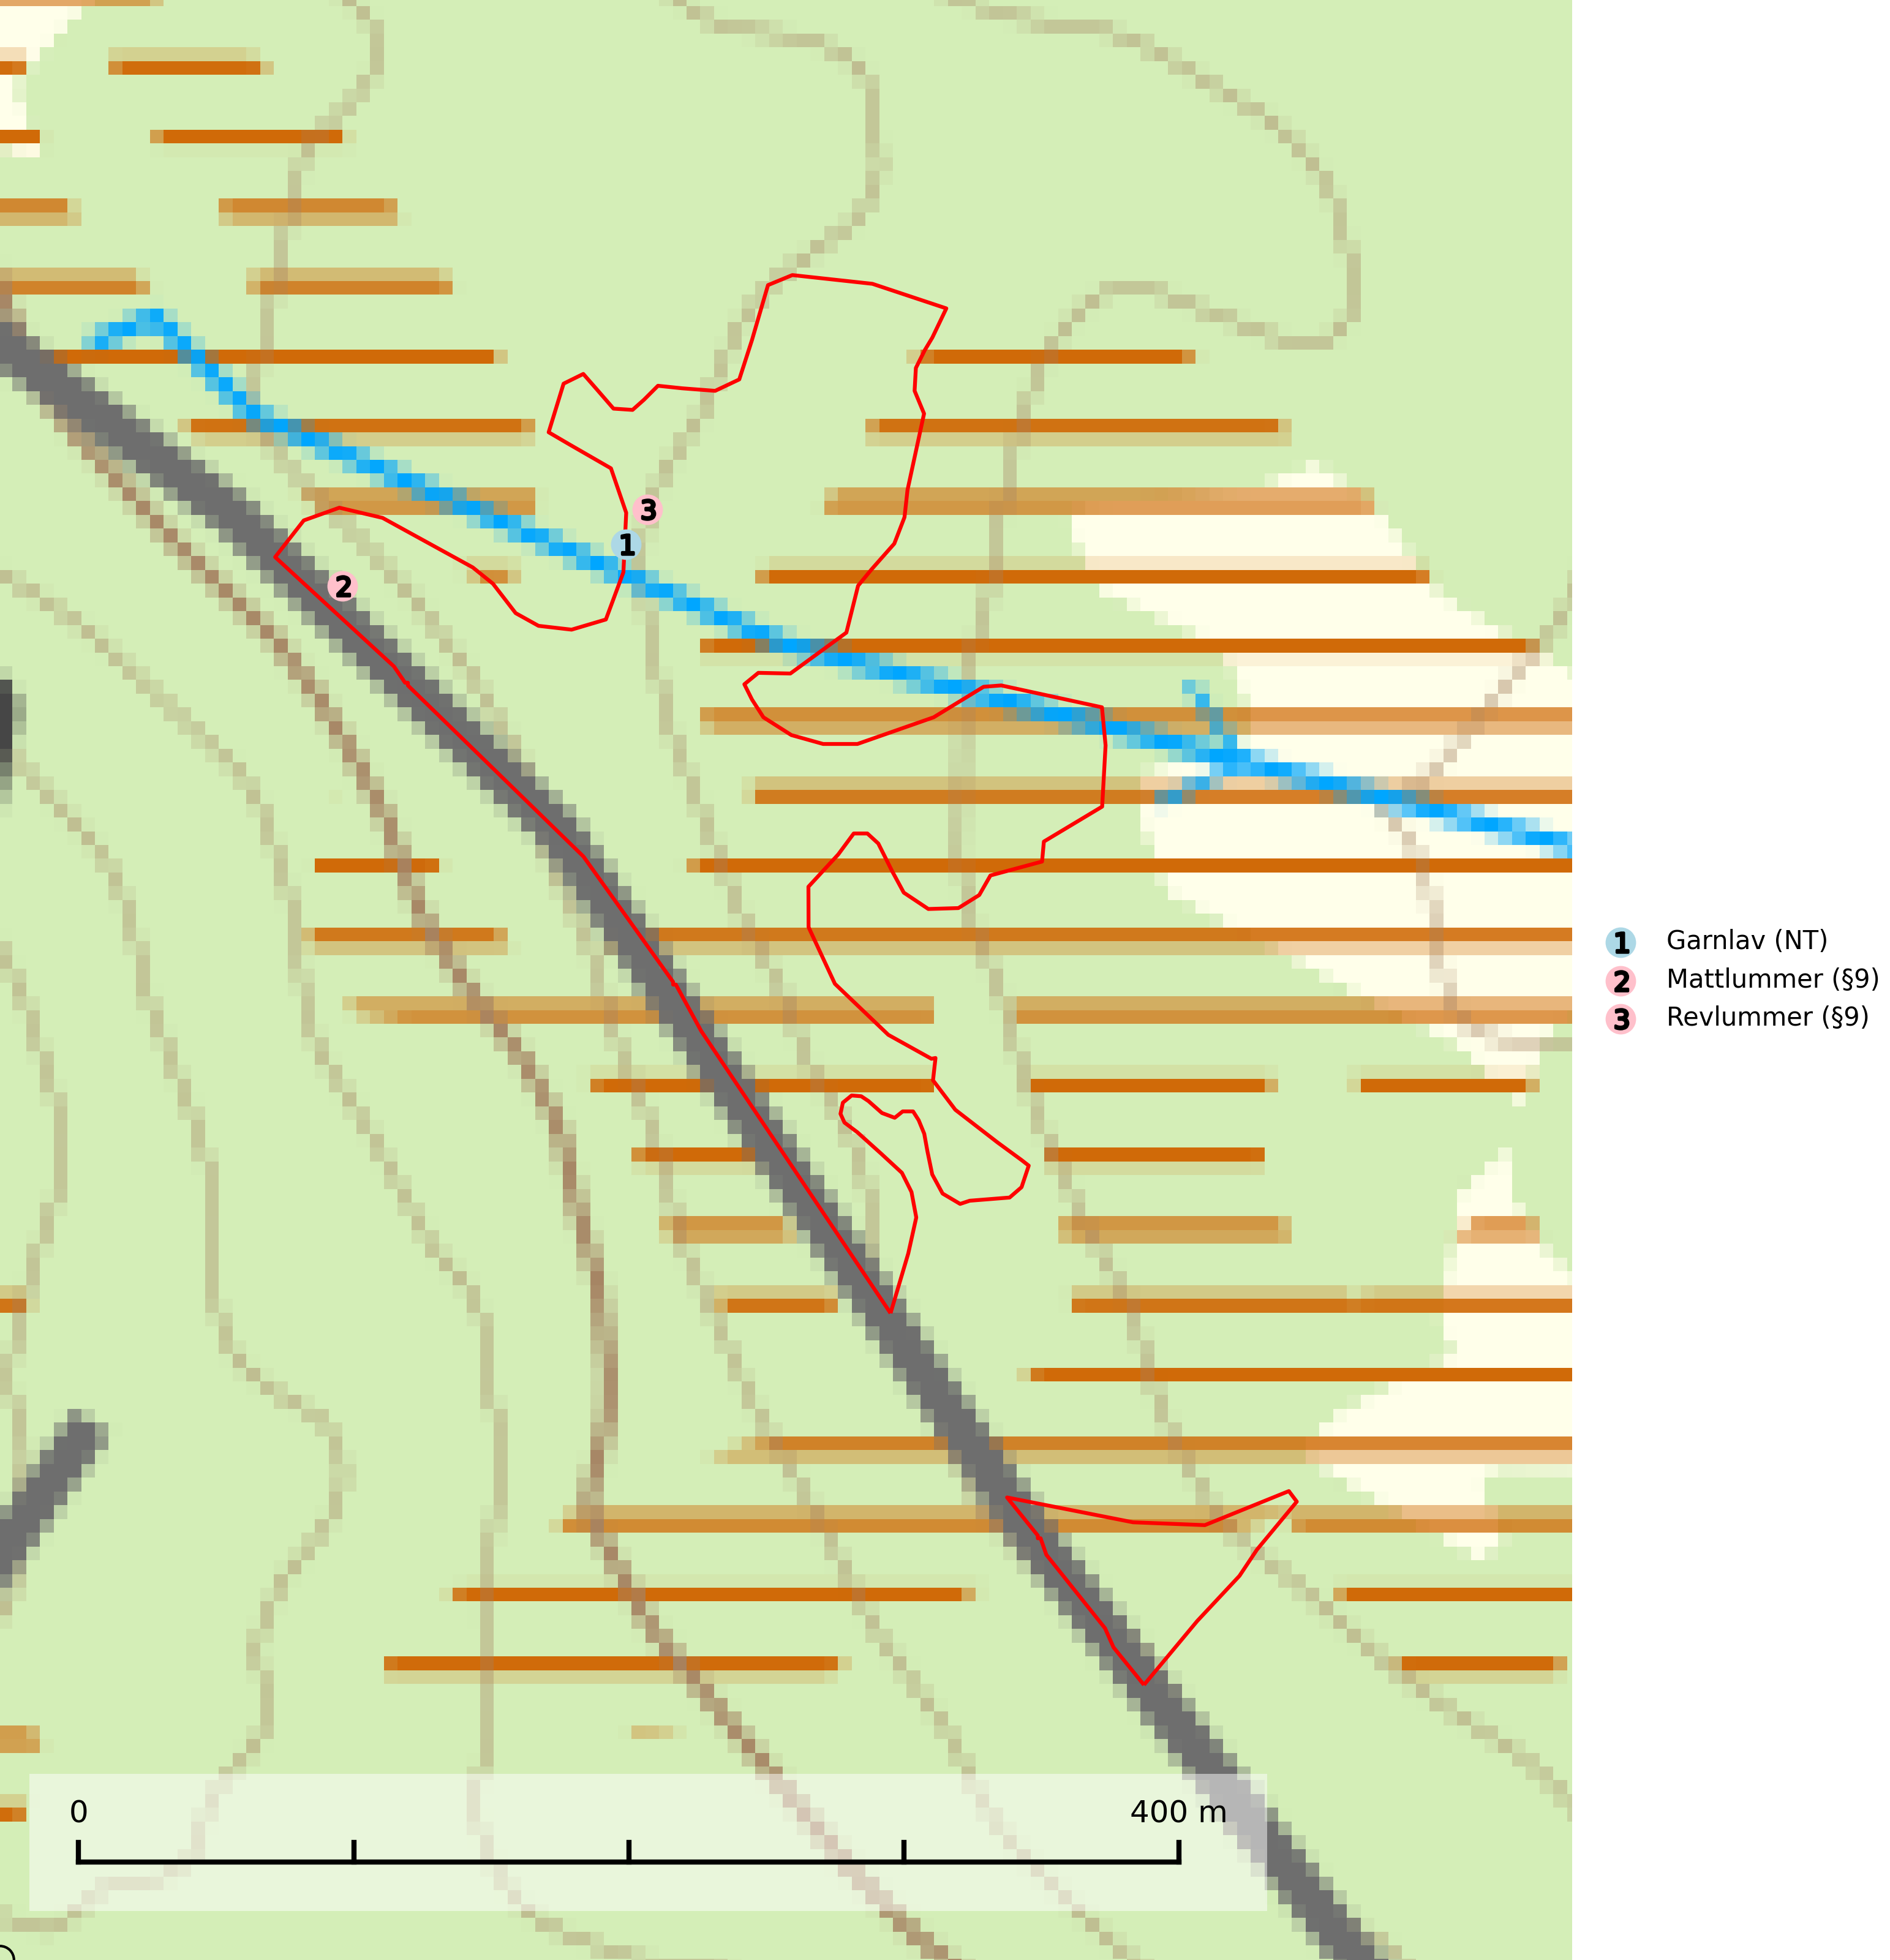 3
1
2
1 Garnlav (NT)
2 Mattlummer (§9)
3 Revlummer (§9)
0 400 m